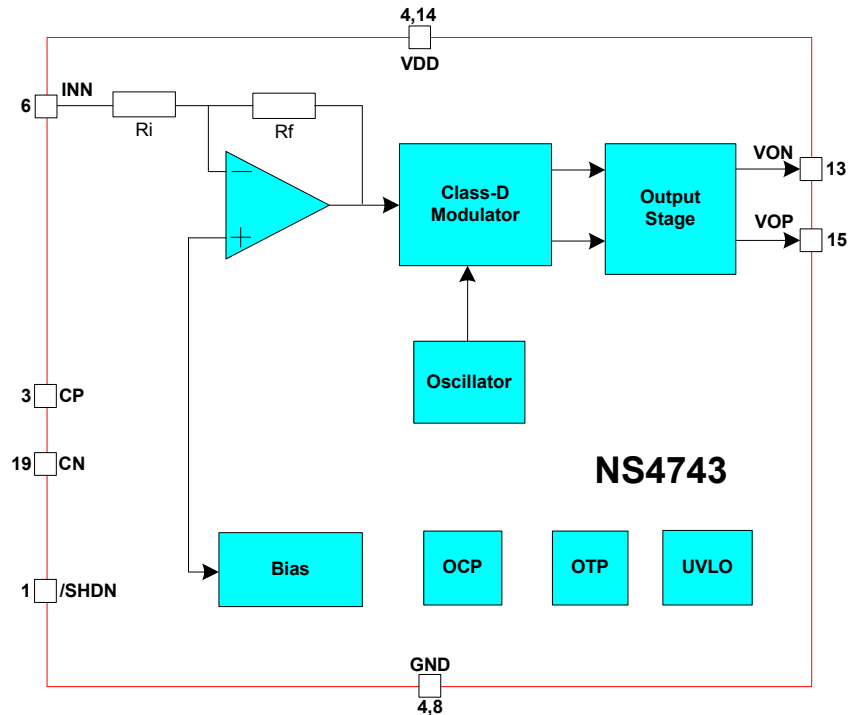 4,14
VDD
6 INN
Ri
Rf
Class-D
Modulator
Output
Stage
VON
13
VOP
15
Oscillator
3 CP
19 CN
NS4743
1 /SHDN
Bias
OCP
OTP
UVLO
GND
4,8